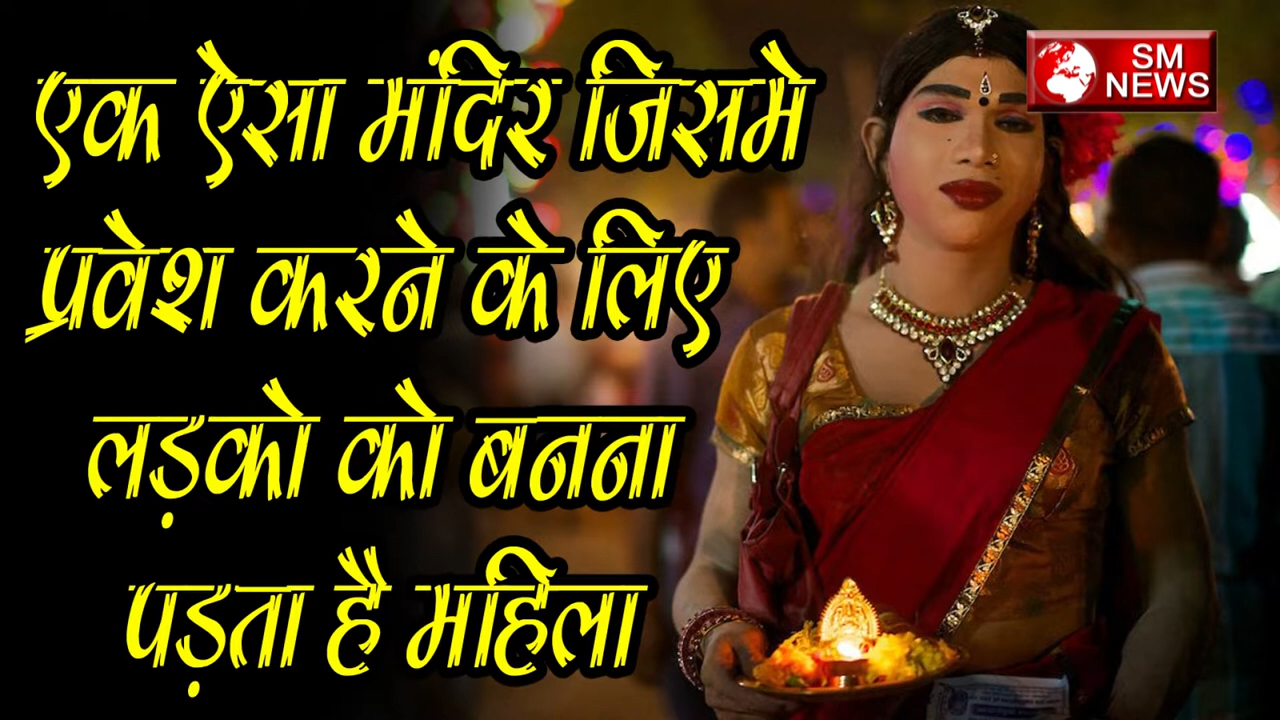 एक ऐसा मंदिर जिसमे
प्रवेश करने के लिए
लड़को को बनना
पड़ता है महिला
SM
NEWS